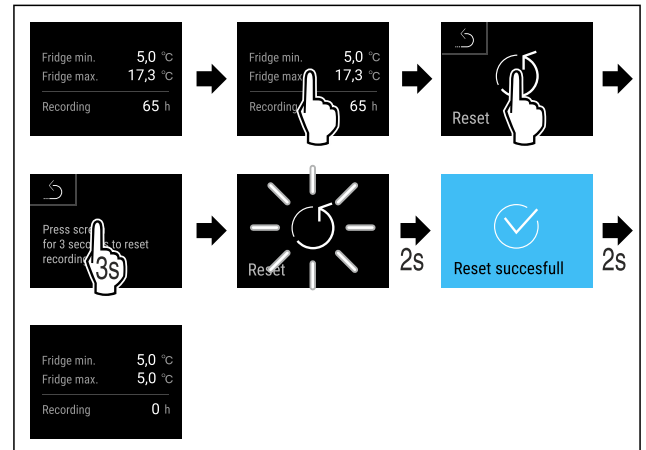 Fridge min. 5,0 °C
Fridge max. 17,3 °C
Recording 65 h
Fridge min. 5,0 °C
Fridge max 17,3 °C
Recording 65 h
Reset
Press scre
for 3 seconds to reset
recording
3s
Reset
2s
Reset succesfull
2s
Fridge min. 5,0 °C
Fridge max. 5,0 °C
Recording 0 h